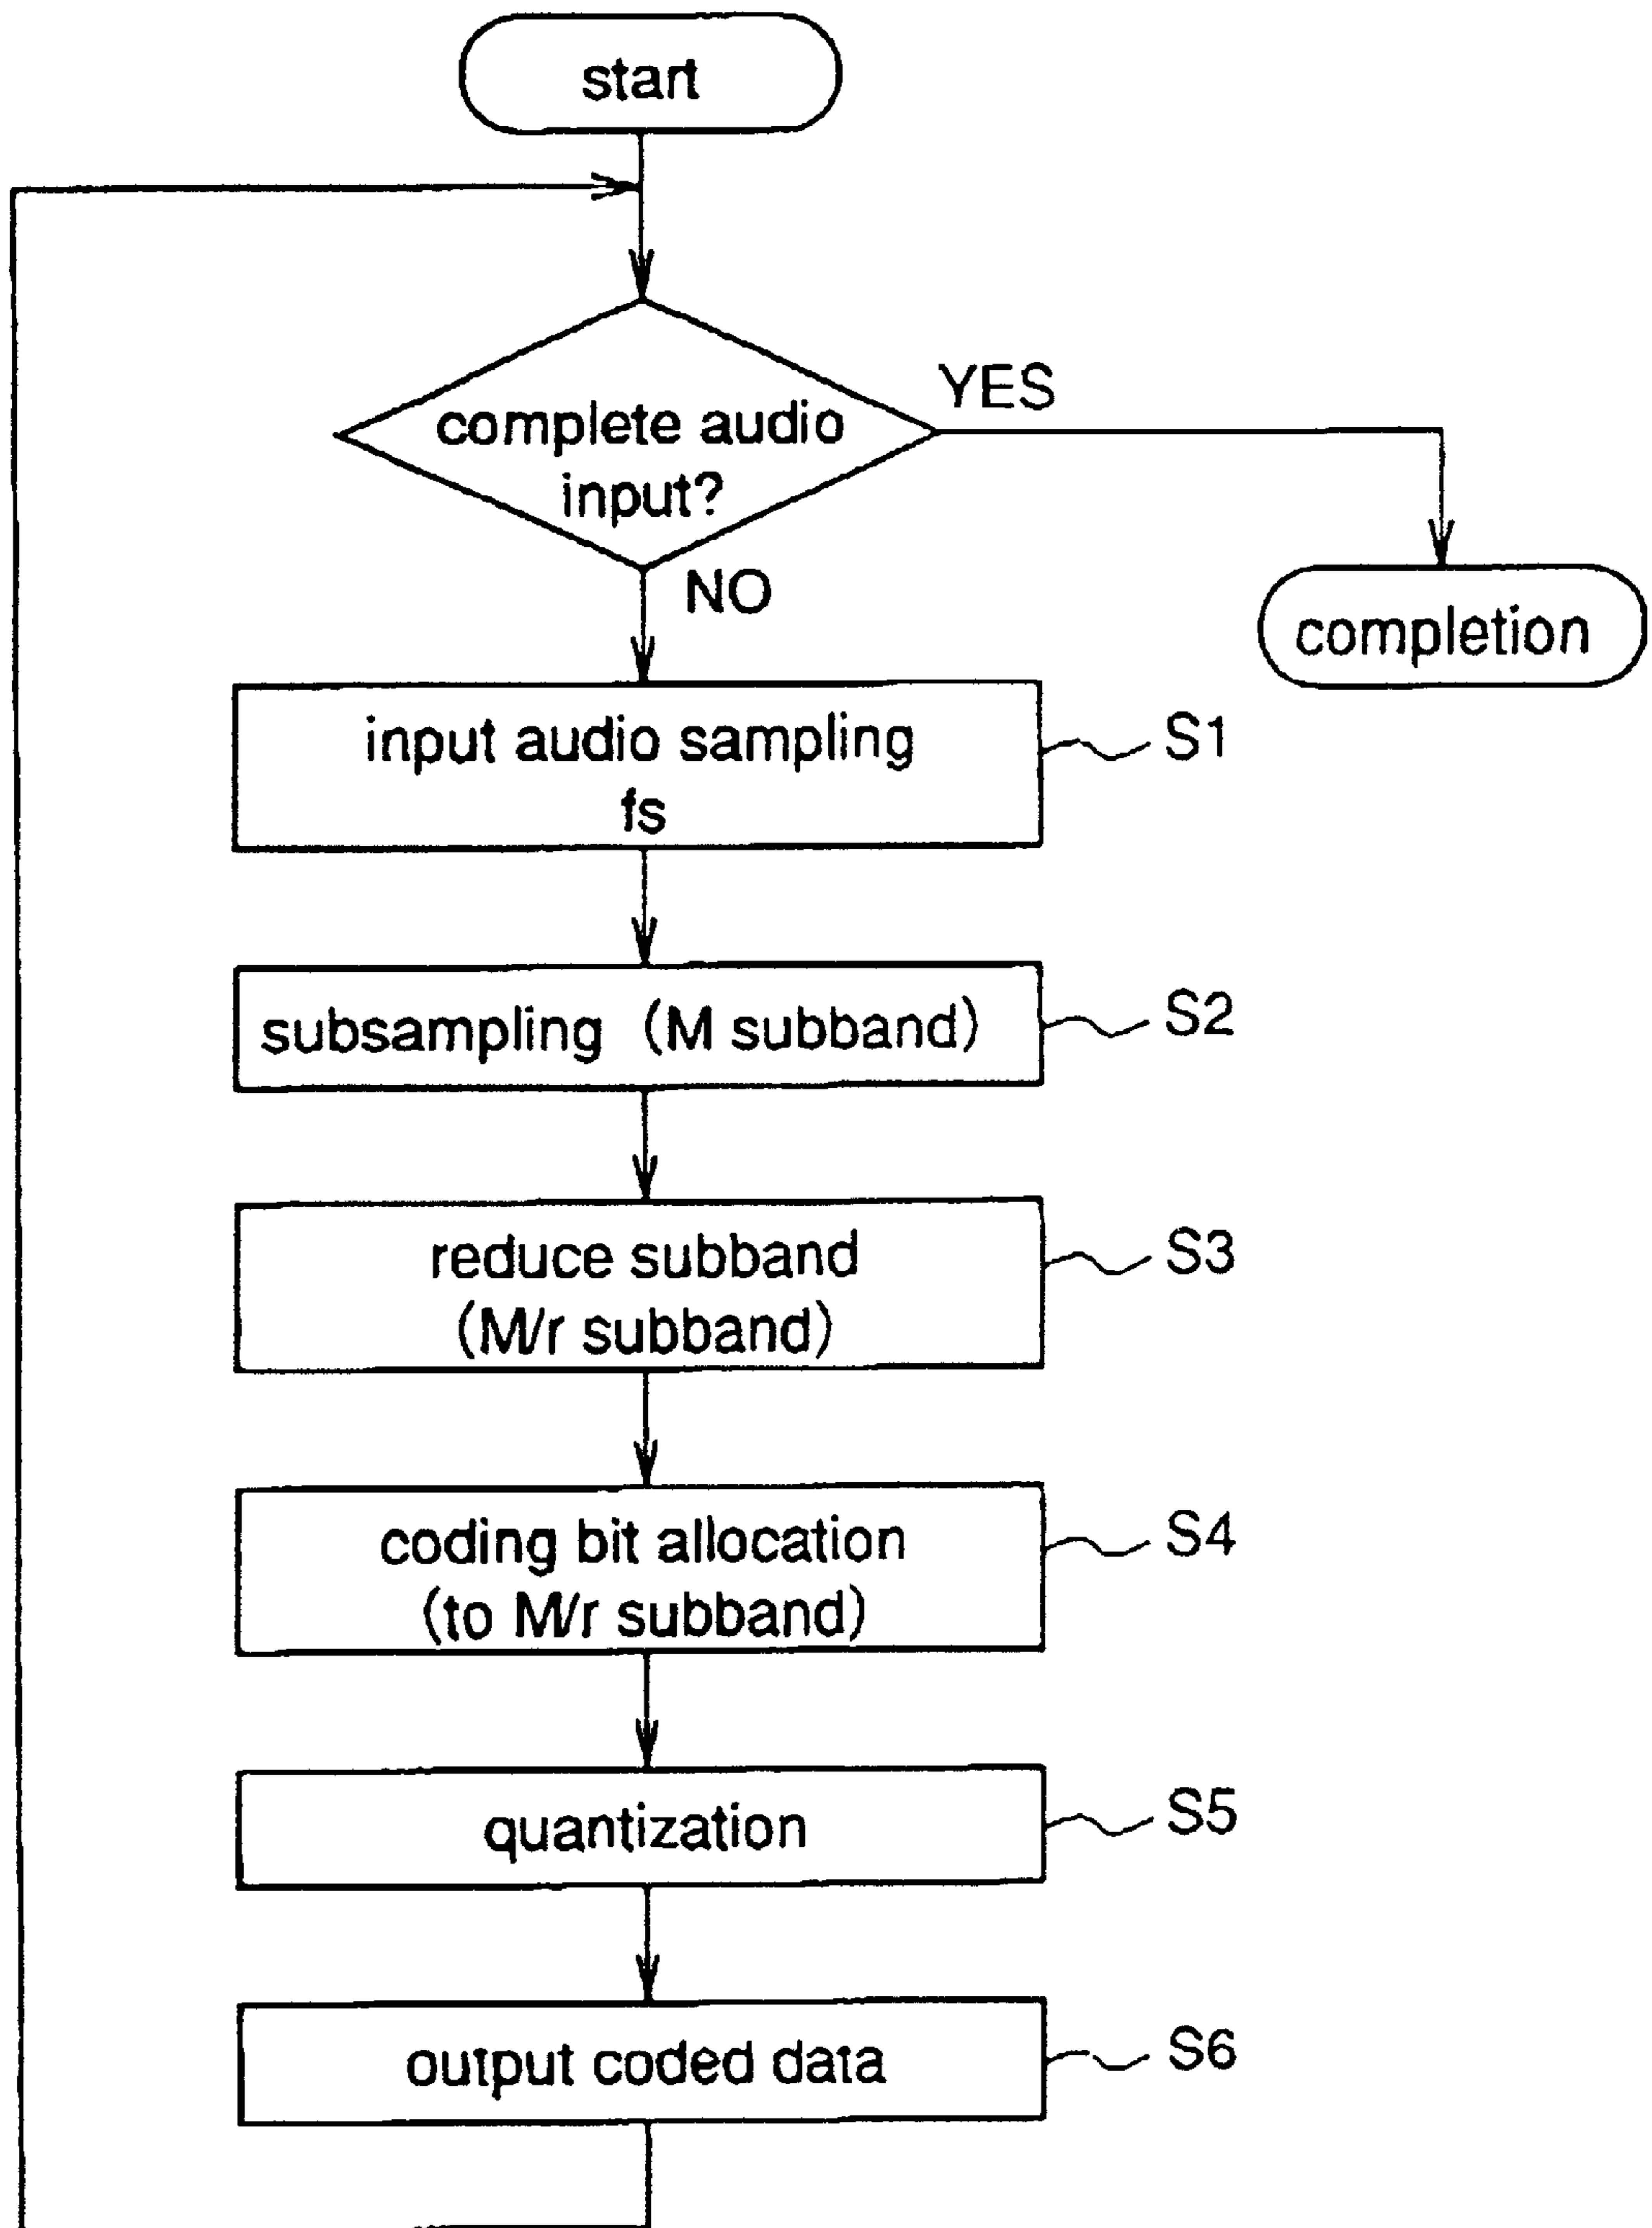 start
complete audio
input?
YES
NO
completion
input audio sampling
fs
S1
subsampling (M subband)
S2
reduce subband
(M/r subband)
S3
coding bit allocation
(to M/r subband)
S4
quantization
S5
output coded data
S6